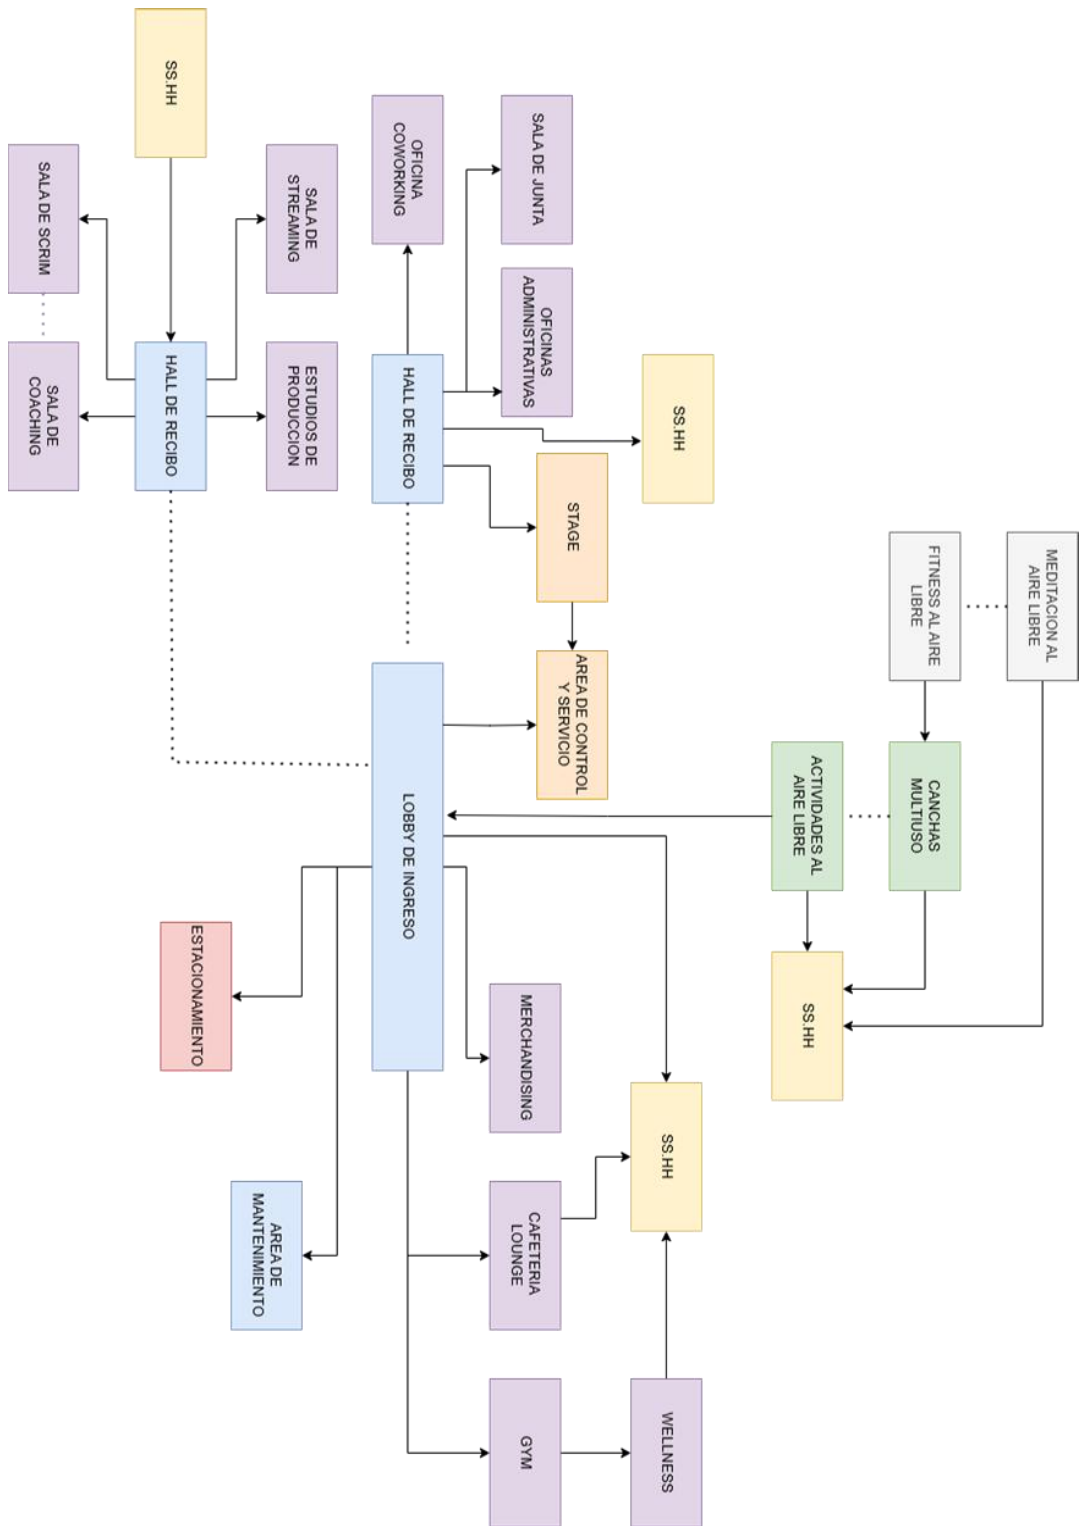 SS.HH
SALA DE SCRIM
SALA DE
STREAMING
SALA DE
COACHING
HALL DE RECIBO
ESTUDIOS DE
PRODUCCION
OFICINA
COWORKING
SALA DE JUNTA
OFICINAS
ADMINISTRATIVAS
HALL DE RECIBO
SS.HH
STAGE
AREA DE CONTROL
Y SERVICIO
MEDITACION AL
AIRE LIBRE
FITNESS AL AIRE
LIBRE
CANCHAS
MULTIUSO
ACTIVIDADES AL
AIRE LIBRE
SS.HH
LOBBY DE INGRESO
ESTACIONAMIENTO
MERCHANDISING
SS.HH
AREA DE
MANTENIMIENTO
CAFETERIA
LOUNGE
GYM
WELLNESS